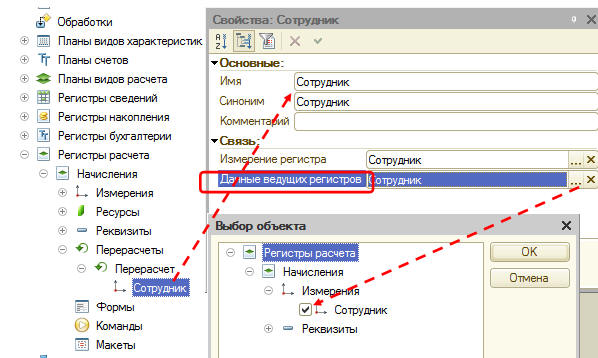 Обработки
Планы видов характеристик
Планы счетов
Планы видов расчета
Регистры сведений
Регистры накопления
Регистры бухгалтерии
Регистры расчета
Начисления
Измерения
Ресурсы
Реквизиты
Перерасчеты
Перерасчет
Сотрудник
Формы
Команды
Макеты
Свойства: Сотрудник
Основные:
Имя Сотрудник
Синоним Сотрудник
Комментарий
Связь:
Измерение регистра Сотрудник ... ×
Данные ведущих регистров Сотрудник ... ×
Выбор объекта
Регистры расчета
Начисления
Измерения
Сотрудник
Реквизиты
OK
Отмена